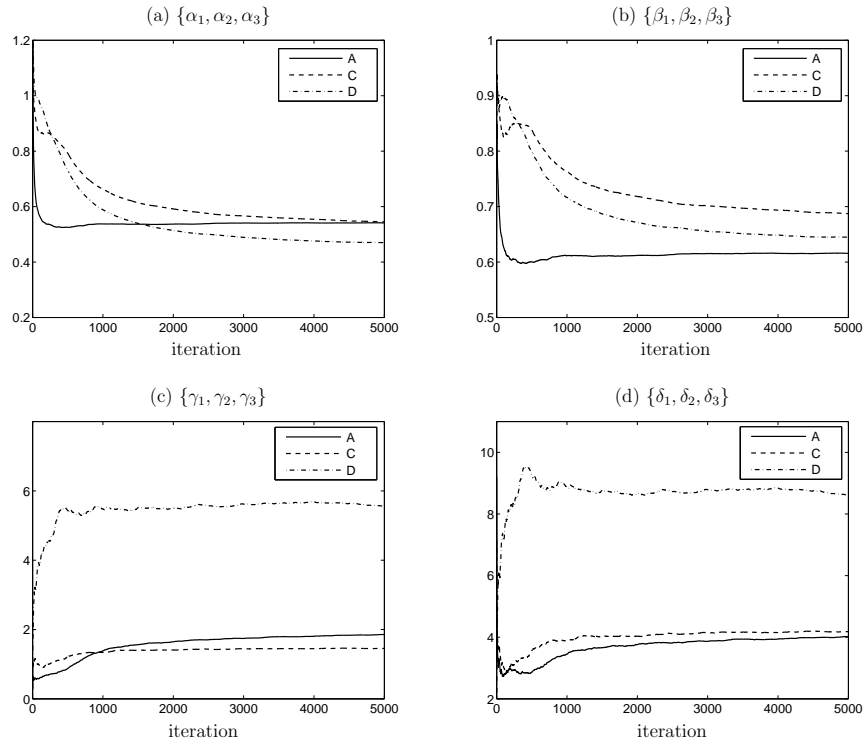 (a) {α₁, α₂, α₃}
1.2
1
0.8
0.6
0.4
0.2
0
1000
2000
3000
4000
5000
iteration
A
C
D
(b) {β₁, β₂, β₃}
1
0.9
0.8
0.7
0.6
0.5
0
1000
2000
3000
4000
5000
iteration
A
C
D
(c) {γ₁, γ₂, γ₃}
6
4
2
0
0
1000
2000
3000
4000
5000
iteration
A
C
D
(d) {δ₁, δ₂, δ₃}
10
8
6
4
2
0
1000
2000
3000
4000
5000
iteration
A
C
D